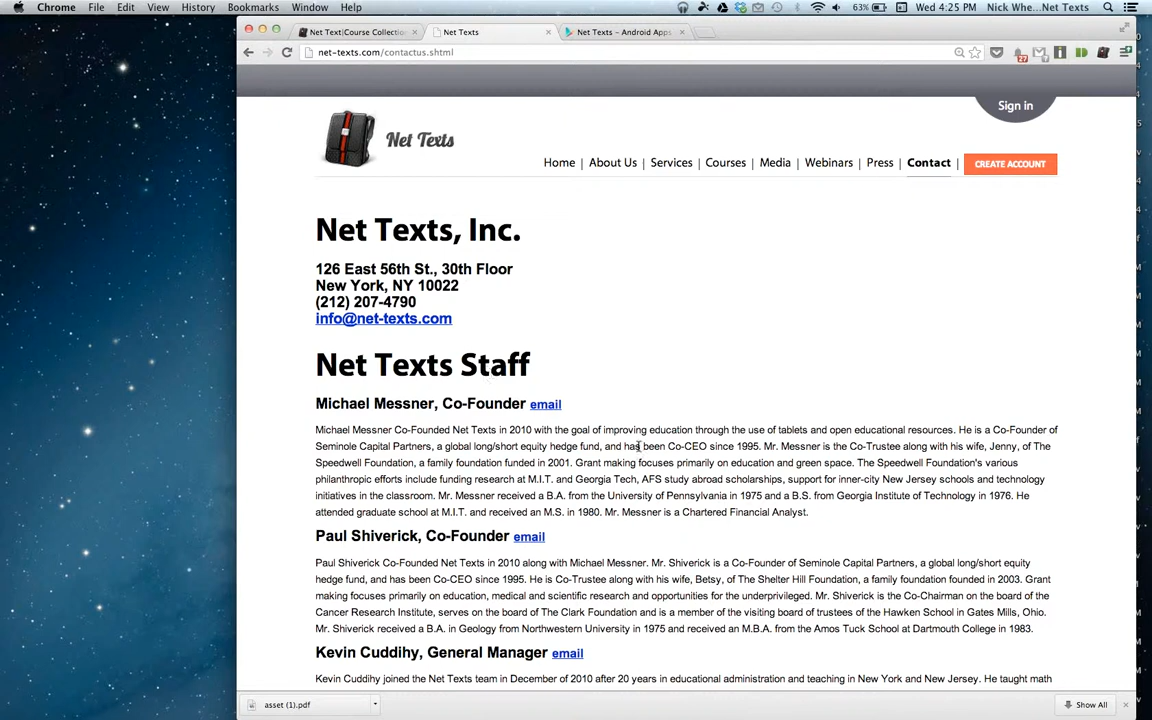 Chrome File Edit View History Bookmarks Window Help 63% Wed 4:25 PM Nick Whe...Net Texts
Net Text|Course Collectio Net Texts Net Texts – Android Apps
net-texts.com/contactus.shtml
27
Sign in
Net Texts
Home | About Us | Services | Courses | Media | Webinars | Press | Contact | CREATE ACCOUNT
Net Texts, Inc.
126 East 56th St., 30th Floor
New York, NY 10022
(212) 207-4790
info@net-texts.com
Net Texts Staff
Michael Messner, Co-Founder email
Michael Messner Co-Founded Net Texts in 2010 with the goal of improving education through the use of tablets and open educational resources. He is a Co-Founder of
Seminole Capital Partners, a global long/short equity hedge fund, and has been Co-CEO since 1995. Mr. Messner is the Co-Trustee along with his wife, Jenny, of The
Speedwell Foundation, a family foundation funded in 2001. Grant making focuses primarily on education and green space. The Speedwell Foundation's various
philanthropic efforts include funding research at M.I.T. and Georgia Tech, AFS study abroad scholarships, support for inner-city New Jersey schools and technology
initiatives in the classroom. Mr. Messner received a B.A. from the University of Pennsylvania in 1975 and a B.S. from Georgia Institute of Technology in 1976. He
attended graduate school at M.I.T. and received an M.S. in 1980. Mr. Messner is a Chartered Financial Analyst.
Paul Shiverick, Co-Founder email
Paul Shiverick Co-Founded Net Texts in 2010 along with Michael Messner. Mr. Shiverick is a Co-Founder of Seminole Capital Partners, a global long/short equity
hedge fund, and has been Co-CEO since 1995. He is Co-Trustee along with his wife, Betsy, of The Shelter Hill Foundation, a family foundation founded in 2003. Grant
making focuses primarily on education, medical and scientific research and opportunities for the underprivileged. Mr. Shiverick is the Co-Chairman on the board of the
Cancer Research Institute, serves on the board of The Clark Foundation and is a member of the visiting board of trustees of the Hawken School in Gates Mills, Ohio.
Mr. Shiverick received a B.A. in Geology from Northwestern University in 1975 and received an M.B.A. from the Amos Tuck School at Dartmouth College in 1983.
Kevin Cuddihy, General Manager email
Kevin Cuddihy joined the Net Texts team in December of 2010 after 20 years in educational administration and teaching in New York and New Jersey. He taught math
asset (1).pdf Show All